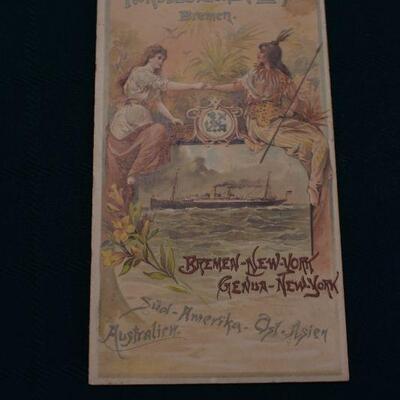 Bremen.
BREMEN-NEW-YORK
GENUA-NEW-YORK
Süd-Amerika-Ost-Asien
Australien.